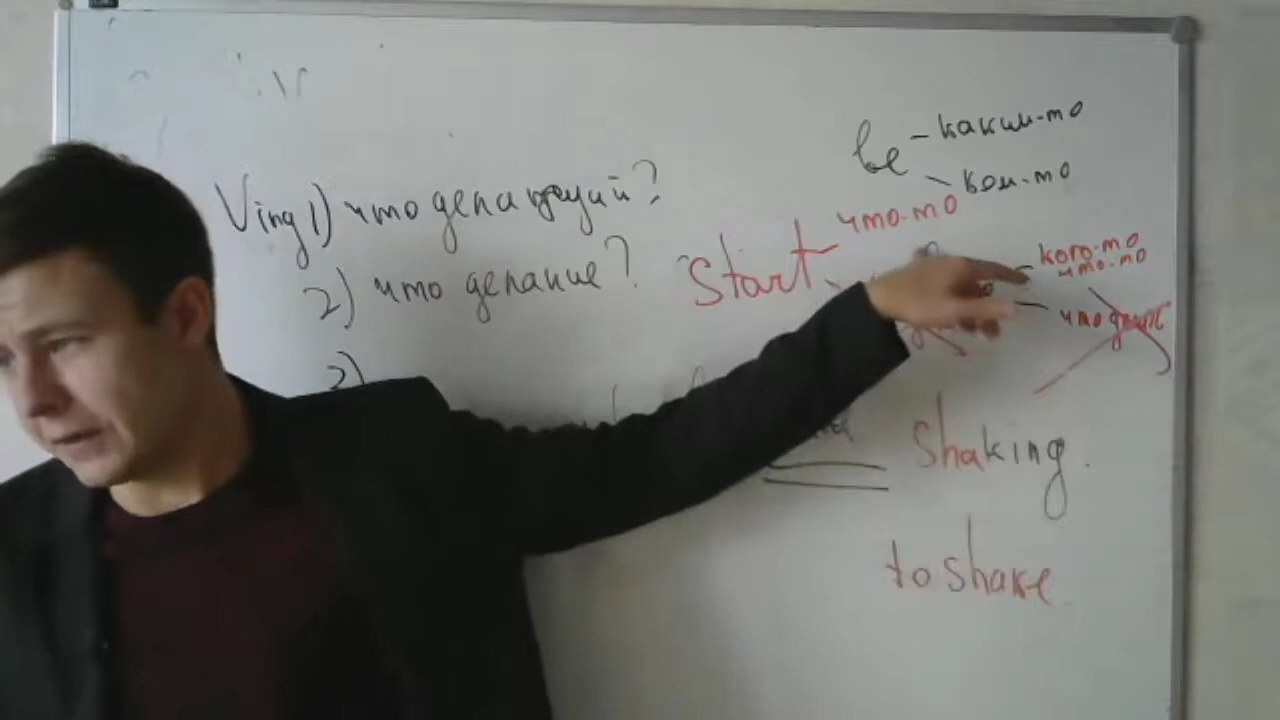 Ving 1) что делающий?
2) что делание?
3)
be - каким-то
- кем-то
start - что-то
кого-то
что-то
что делать
shaking.
to shake.